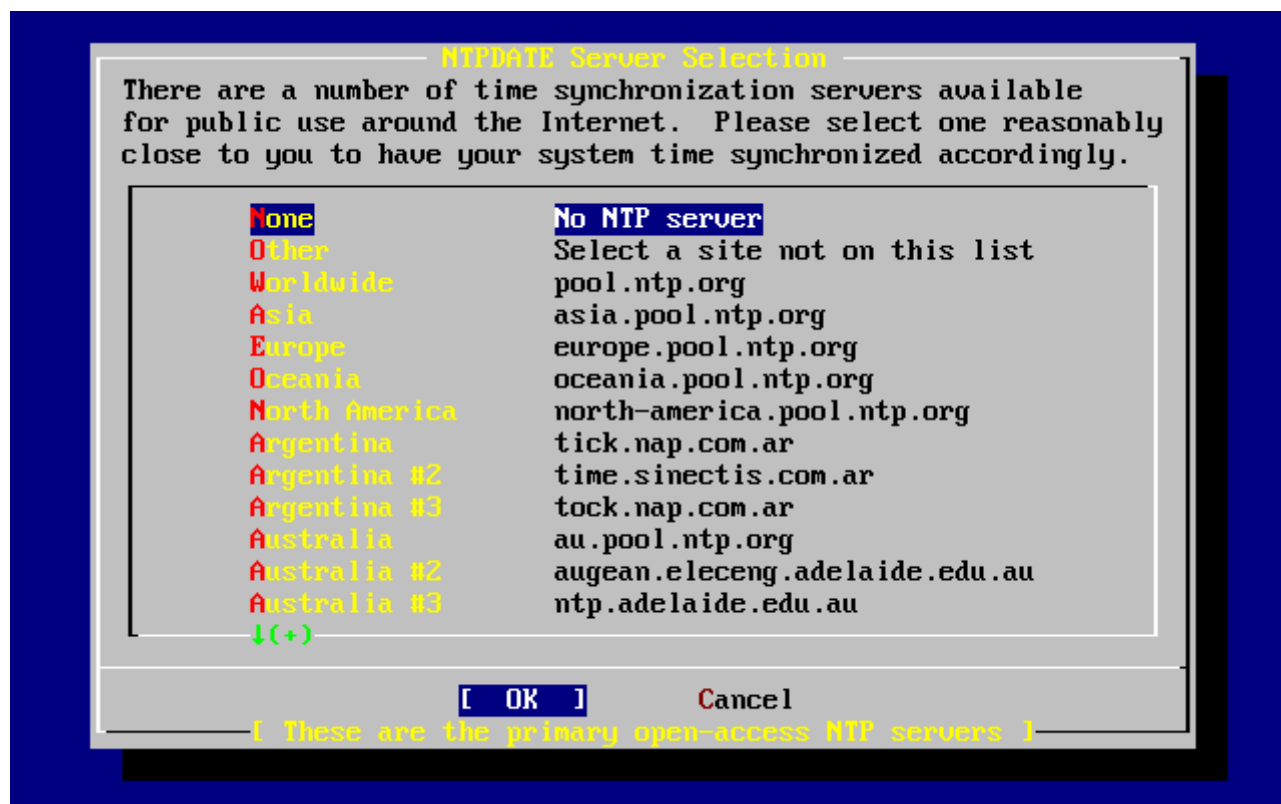 NTPDATE Server Selection
There are a number of time synchronization servers available
for public use around the Internet.  Please select one reasonably
close to you to have your system time synchronized accordingly.
None No NTP server
Other Select a site not on this list
Worldwide pool.ntp.org
Asia asia.pool.ntp.org
Europe europe.pool.ntp.org
Oceania oceania.pool.ntp.org
North America north-america.pool.ntp.org
Argentina tick.nap.com.ar
Argentina #2 time.sinectis.com.ar
Argentina #3 tock.nap.com.ar
Australia au.pool.ntp.org
Australia #2 augean.eleceng.adelaide.edu.au
Australia #3 ntp.adelaide.edu.au
↓(+)
[ OK ] Cancel
[ These are the primary open-access NTP servers ]